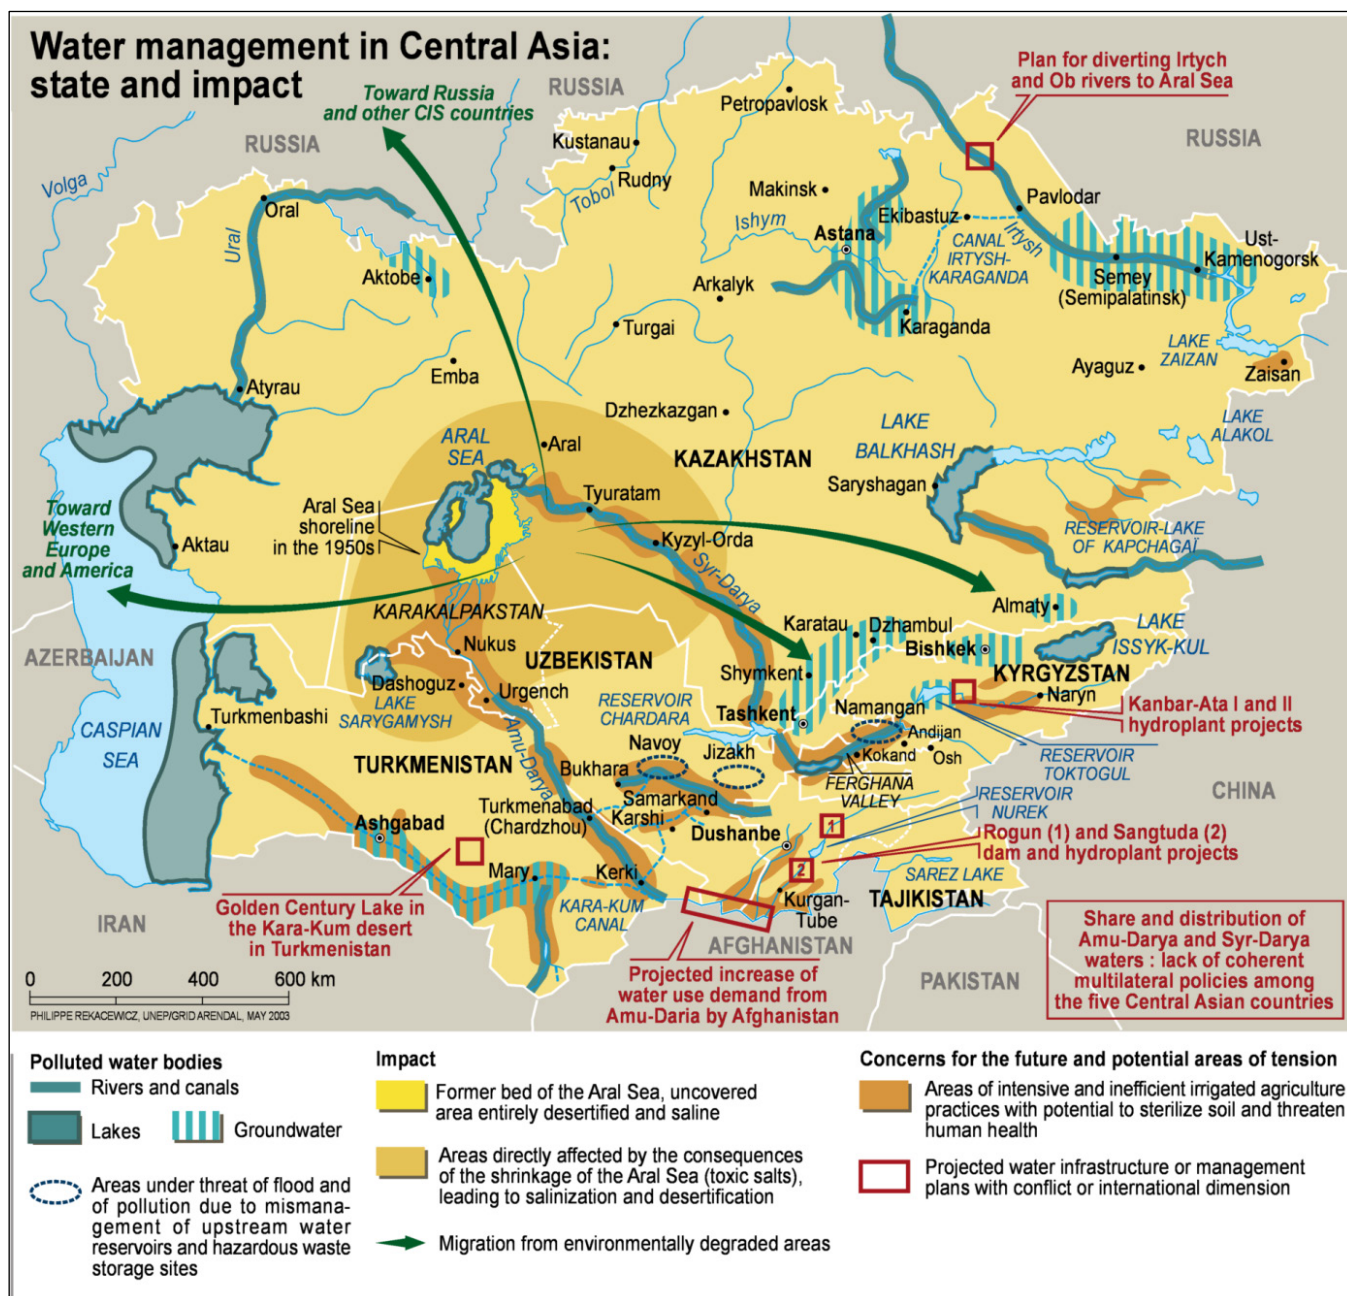 Water management in Central Asia:
state and impact
Toward Russia
and other CIS countries
RUSSIA
RUSSIA
RUSSIA
Plan for diverting Irtych
and Ob rivers to Aral Sea
Petropavlosk
Kustanau
Rudny
Tobol
Volga
Oral
Ural
Makinsk
Ishym
Astana
Ekibastuz
Pavlodar
Irtysh
CANAL
IRTYSH-
KARAGANDA
Ust-
Kamenogorsk
Semey
(Semipalatinsk)
Aktobe
Arkalyk
Karaganda
Turgai
LAKE
ZAIZAN
Ayaguz
Zaisan
Emba
Atyrau
Dzhezkazgan
LAKE
ALAKOL
LAKE
BALKHASH
ARAL
SEA
Aral
KAZAKHSTAN
Saryshagan
Toward
Western
Europe
and America
Aral Sea
shoreline
in the 1950s
Tyuratam
Aktau
Kyzyl-Orda
Syr-Darya
RESERVOIR-LAKE
OF KAPCHAGAÏ
KARAKALPAKSTAN
Almaty
Karatau
Dzhambul
LAKE
ISSYK-KUL
Bishkek
AZERBAIJAN
Nukus
UZBEKISTAN
Shymkent
KYRGYZSTAN
Dashoguz
Urgench
LAKE
SARYGAMYSH
RESERVOIR
CHARDARA
Tashkent
Namangan
Naryn
Kanbar-Ata I and II
hydroplant projects
Turkmenbashi
CASPIAN
SEA
Amu-Darya
Navoy
Jizakh
Andijan
Kokand
Osh
RESERVOIR
TOKTOGUL
TURKMENISTAN
Bukhara
FERGHANA
VALLEY
CHINA
Samarkand
Karshi
Turkmenabad
(Chardzhou)
RESERVOIR
NUREK
Ashgabad
Dushanbe
1
Rogun (1) and Sangtuda (2)
dam and hydroplant projects
2
Mary
Kerki
SAREZ LAKE
TAJIKISTAN
Kurgan-
Tube
Golden Century Lake in
the Kara-Kum desert
in Turkmenistan
KARA-KUM
CANAL
IRAN
AFGHANISTAN
PAKISTAN
Share and distribution of
Amu-Darya and Syr-Darya
waters : lack of coherent
multilateral policies among
the five Central Asian countries
Projected increase of
water use demand from
Amu-Daria by Afghanistan
0 200 400 600 km
PHILIPPE REKACEWICZ, UNEP/GRID ARENDAL, MAY 2003
Polluted water bodies
Rivers and canals
Lakes
Groundwater
Areas under threat of flood and
of pollution due to mismana-
gement of upstream water
reservoirs and hazardous waste
storage sites
Impact
Former bed of the Aral Sea, uncovered
area entirely desertified and saline
Areas directly affected by the consequences
of the shrinkage of the Aral Sea (toxic salts),
leading to salinization and desertification
Migration from environmentally degraded areas
Concerns for the future and potential areas of tension
Areas of intensive and inefficient irrigated agriculture
practices with potential to sterilize soil and threaten
human health
Projected water infrastructure or management
plans with conflict or international dimension